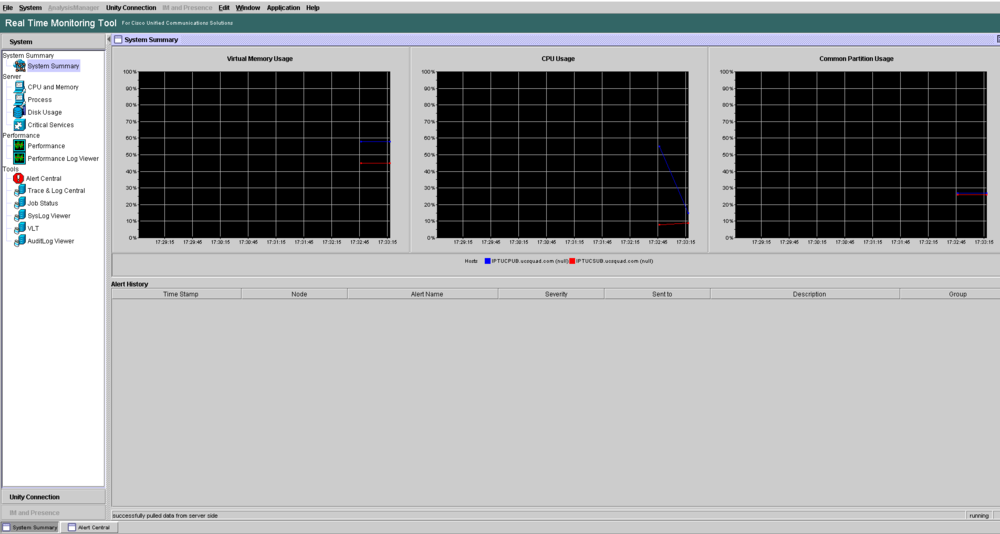 File System AnalysisManager Unity Connection IM and Presence Edit Window Application Help
Real Time Monitoring Tool For Cisco Unified Communications Solutions
System
System Summary
System Summary
Server
CPU and Memory
Process
Disk Usage
Critical Services
Performance
Performance
Performance Log Viewer
Tools
Alert Central
Trace & Log Central
Job Status
SysLog Viewer
VLT
AuditLog Viewer
Unity Connection
IM and Presence
System Summary
Virtual Memory Usage
100%
90%
80%
70%
60%
50%
40%
30%
20%
10%
0%
17:29:15 17:29:45 17:30:15 17:30:45 17:31:15 17:31:45 17:32:15 17:32:45 17:33:15
CPU Usage
100%
90%
80%
70%
60%
50%
40%
30%
20%
10%
0%
17:29:15 17:29:45 17:30:15 17:30:45 17:31:15 17:31:45 17:32:15 17:32:46 17:33:15
Common Partition Usage
100%
90%
80%
70%
60%
50%
40%
30%
20%
10%
0%
17:29:15 17:29:45 17:30:15 17:30:45 17:31:15 17:31:45 17:32:15 17:32:45 17:33:15
Hosts: IPTUCPUB.ucsquad.com (null) IPTUCSUB.ucsquad.com (null)
Alert History
Time Stamp Node Alert Name Severity Sent to Description Group
successfully pulled data from server side running
System Summary Alert Central